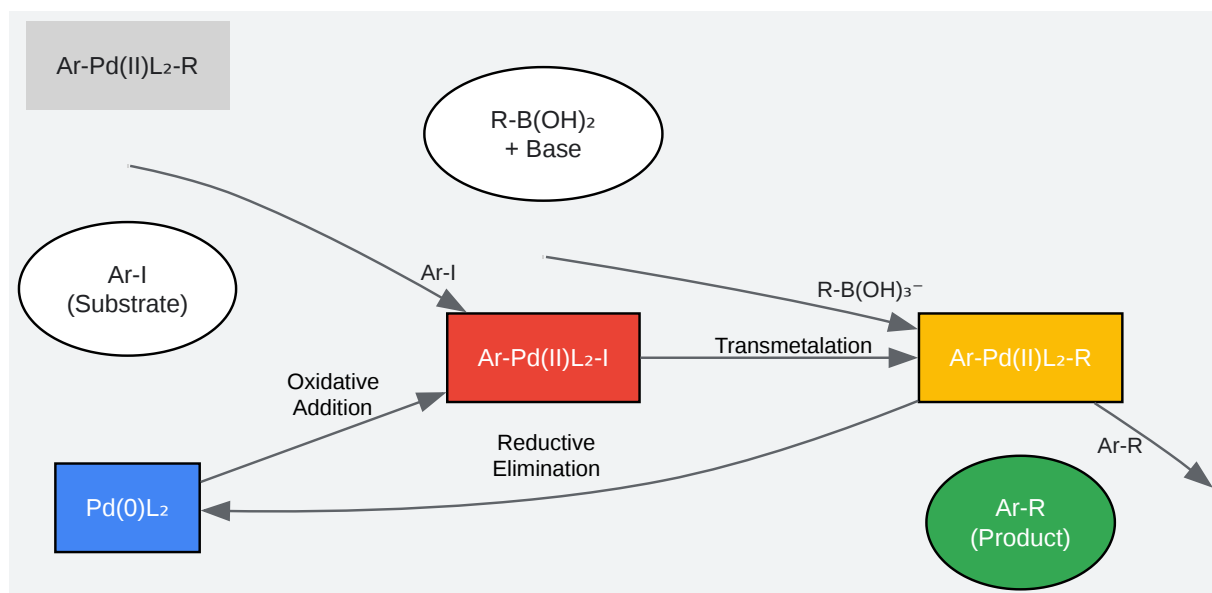 Ar-Pd(II)L₂-R
R-B(OH)₂
+ Base
Ar-I
(Substrate)
Ar-I
R-B(OH)₃⁻
Ar-Pd(II)L₂-I
Transmetalation
Ar-Pd(II)L₂-R
Oxidative
Addition
Reductive
Elimination
Ar-R
Pd(0)L₂
Ar-R
(Product)